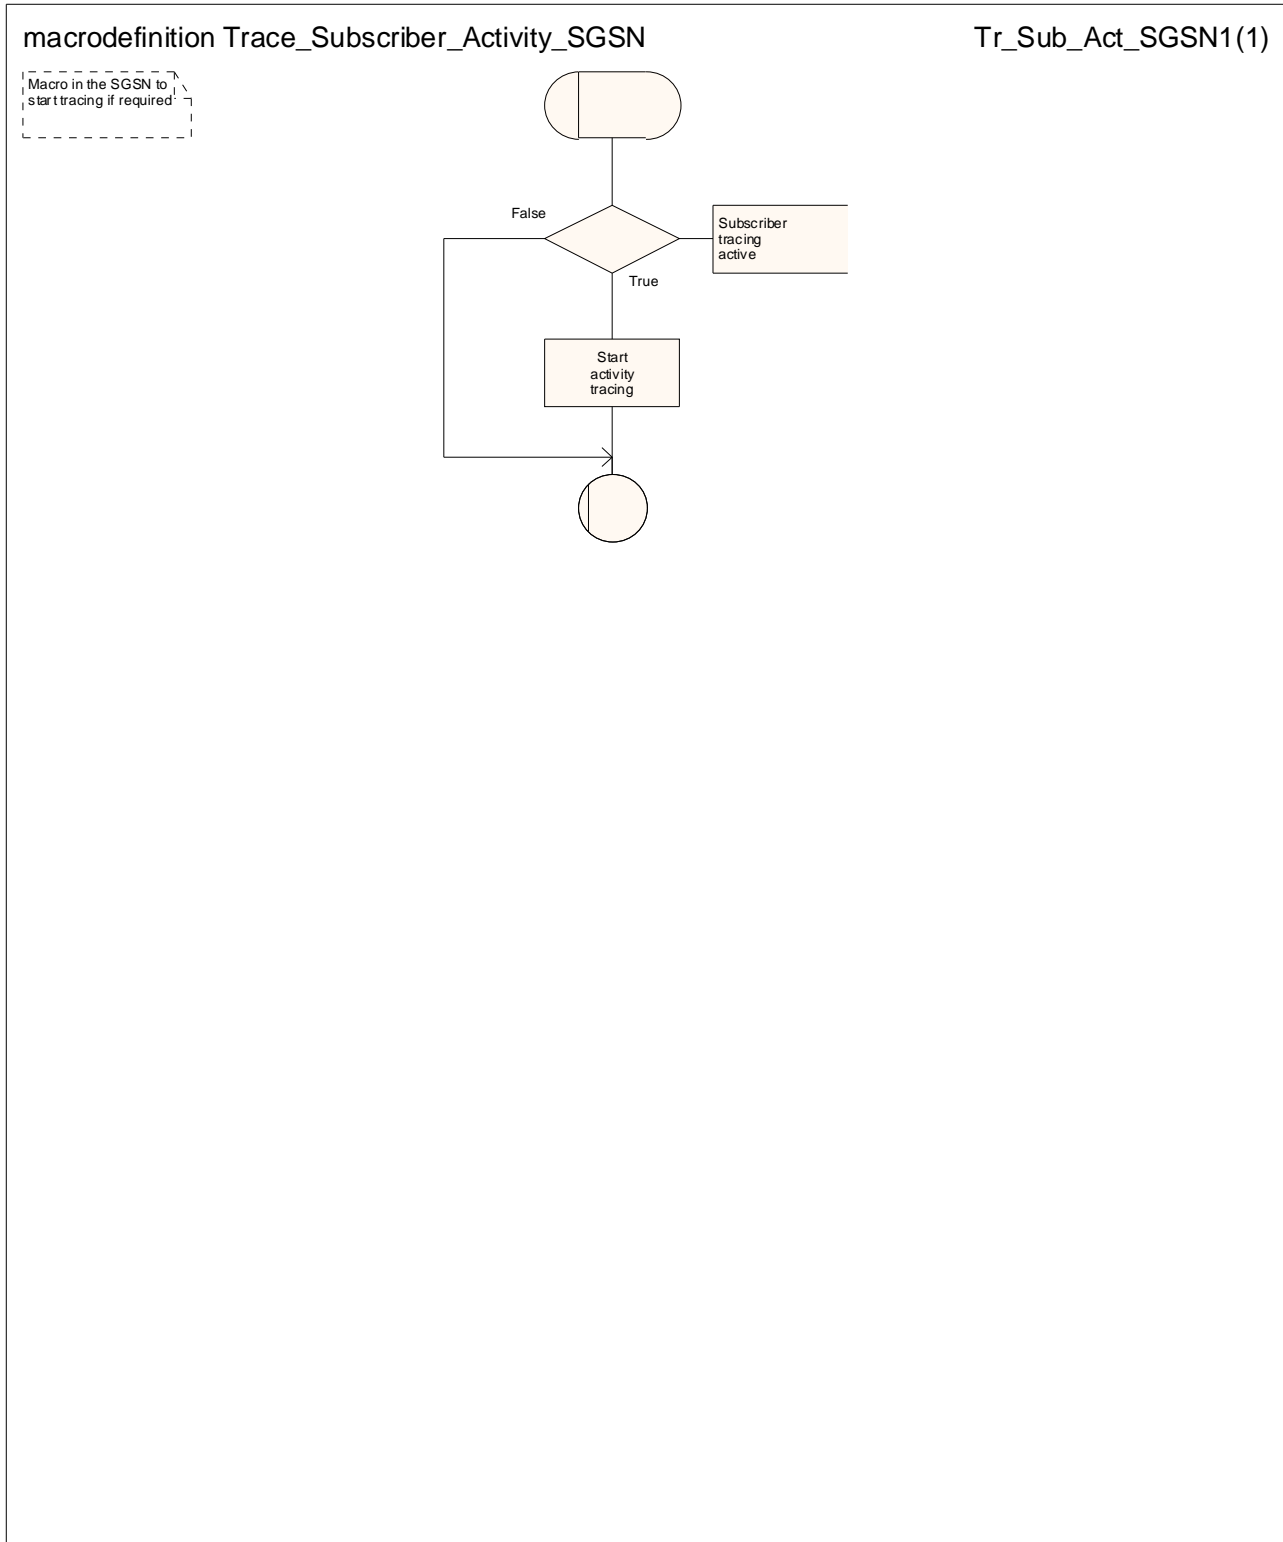 macrodefinition Trace_Subscriber_Activity_SGSN
Tr_Sub_Act_SGSN1(1)
Macro in the SGSN to
start tracing if required
False
Subscriber
tracing
active
True
Start
activity
tracing